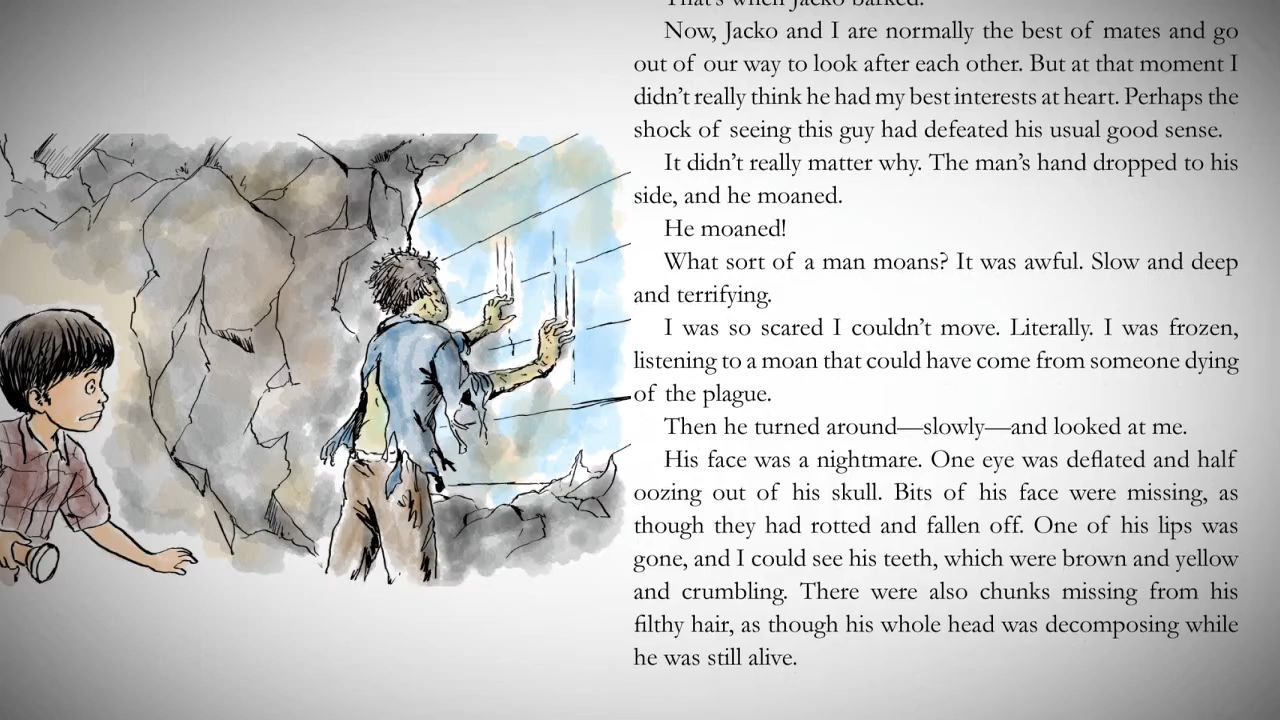 That's when Jacko barked.
Now, Jacko and I are normally the best of mates and go
out of our way to look after each other. But at that moment I
didn't really think he had my best interests at heart. Perhaps the
shock of seeing this guy had defeated his usual good sense.
It didn't really matter why. The man's hand dropped to his
side, and he moaned.
He moaned!
What sort of a man moans? It was awful. Slow and deep
and terrifying.
I was so scared I couldn't move. Literally. I was frozen,
listening to a moan that could have come from someone dying
of the plague.
Then he turned around—slowly—and looked at me.
His face was a nightmare. One eye was deflated and half
oozing out of his skull. Bits of his face were missing, as
though they had rotted and fallen off. One of his lips was
gone, and I could see his teeth, which were brown and yellow
and crumbling. There were also chunks missing from his
filthy hair, as though his whole head was decomposing while
he was still alive.